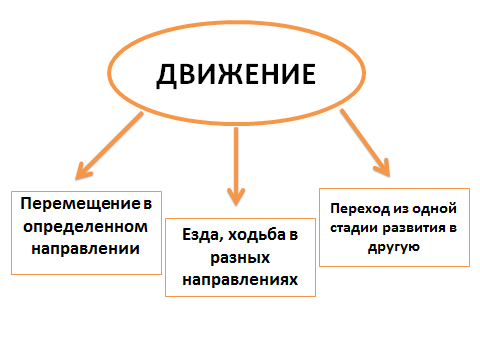 ДВИЖЕНИЕ
Перемещение в
определенном
направлении
Езда, ходьба в
разных
направлениях
Переход из одной
стадии развития в
другую